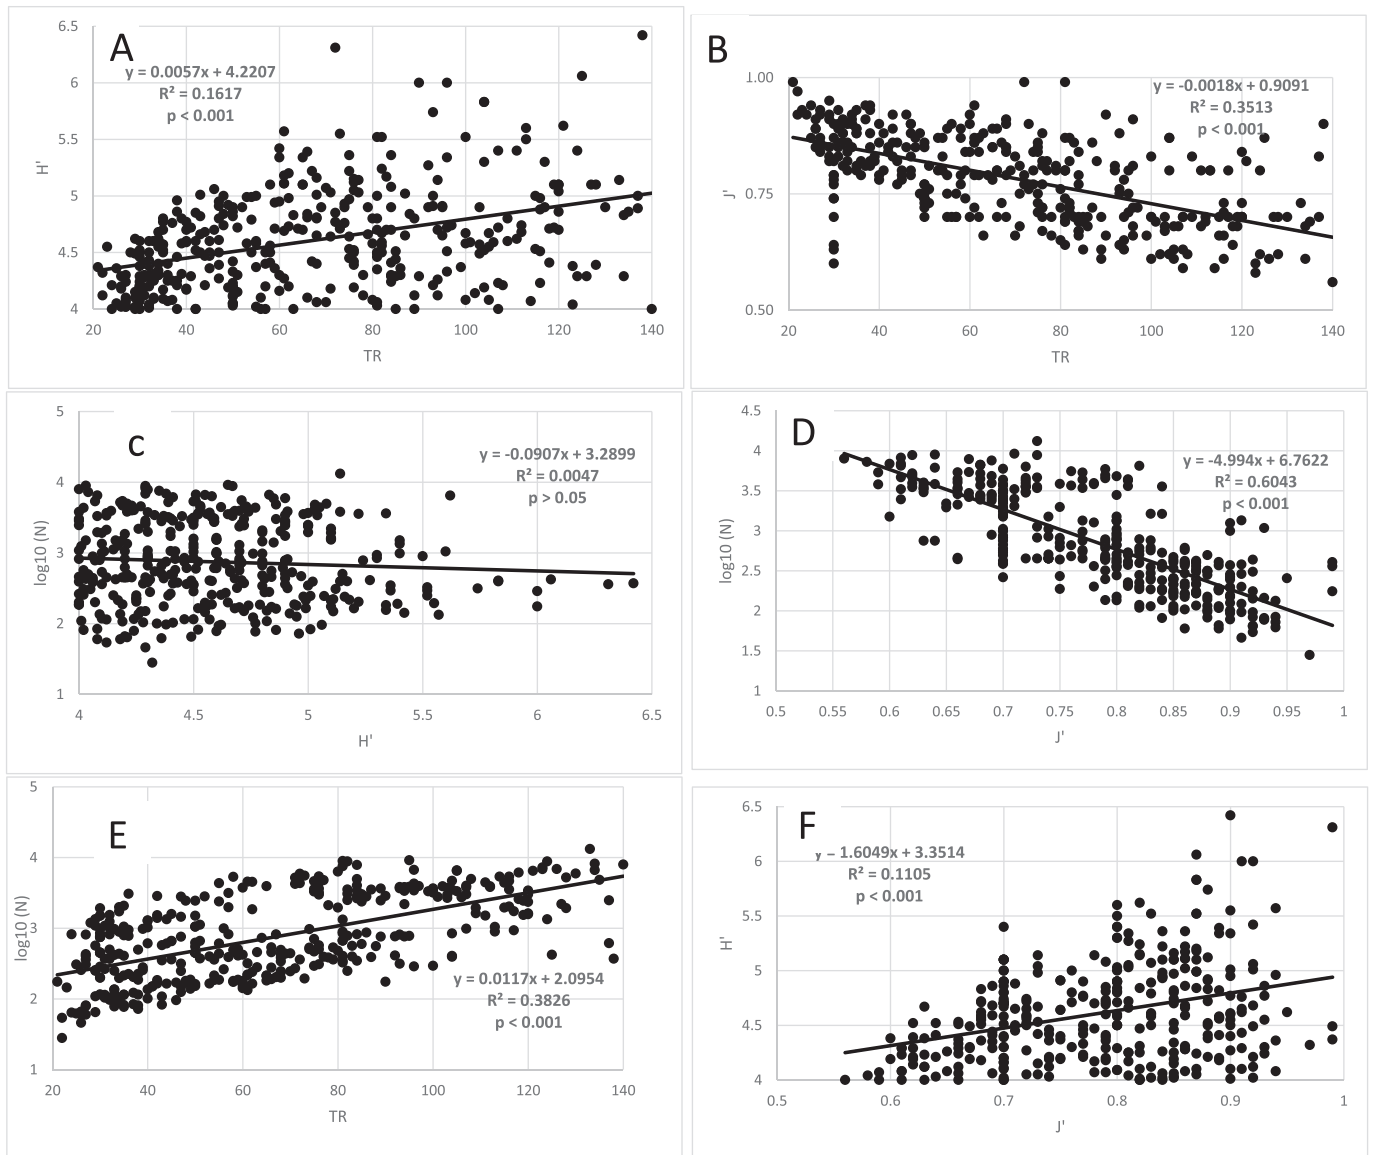 A
y = 0.0057x + 4.2207
R² = 0.1617
p < 0.001
6.5
6
5.5
5
4.5
4
H'
20 40 60 80 100 120 140
TR
B
y = -0.0018x + 0.9091
R² = 0.3513
p < 0.001
1.00
0.75
0.50
J'
20 40 60 80 100 120 140
TR
c
y = -0.0907x + 3.2899
R² = 0.0047
p > 0.05
5
4
3
2
1
log10 (N)
4 4.5 5 5.5 6 6.5
H'
D
y = -4.994x + 6.7622
R² = 0.6043
p < 0.001
4.5
4
3.5
3
2.5
2
1.5
1
log10 (N)
0.5 0.55 0.6 0.65 0.7 0.75 0.8 0.85 0.9 0.95 1
J'
E
y = 0.0117x + 2.0954
R² = 0.3826
p < 0.001
5
4
3
2
1
log10 (N)
20 40 60 80 100 120 140
TR
F
y = 1.6049x + 3.3514
R² = 0.1105
p < 0.001
6.5
6
5.5
5
4.5
4
H'
0.5 0.6 0.7 0.8 0.9 1
J'